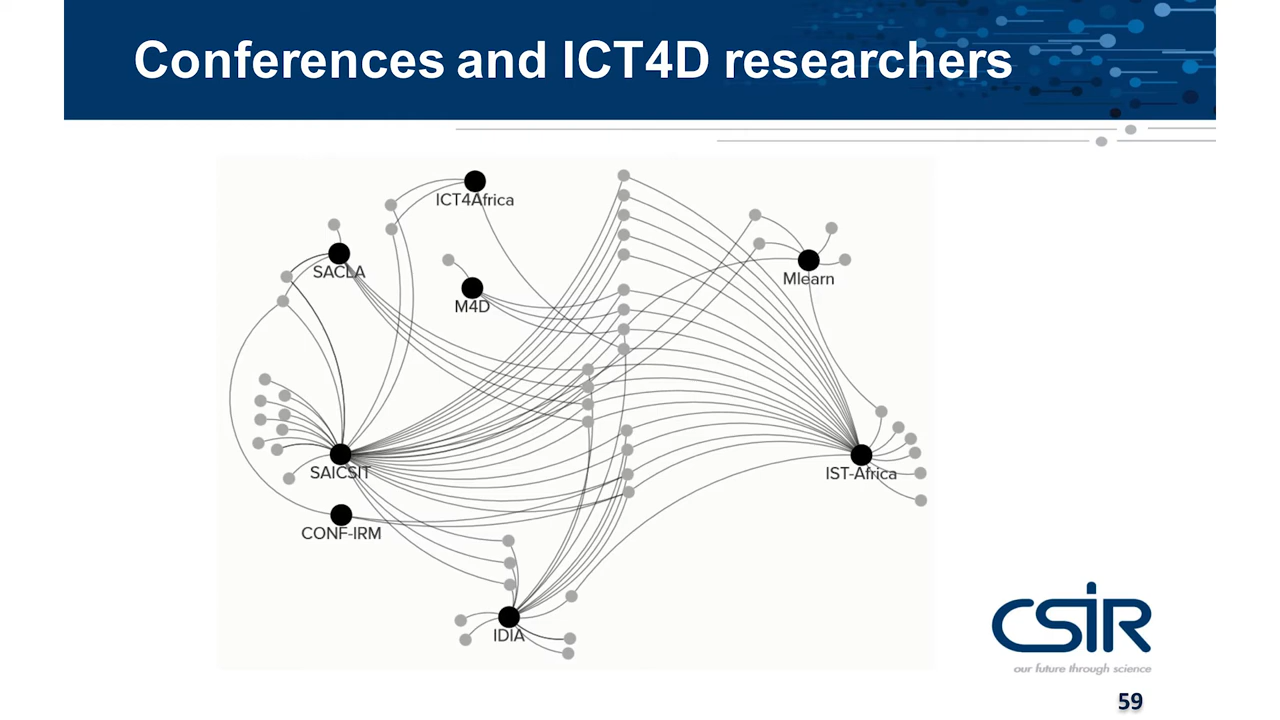 Conferences and ICT4D researchers
ICT4Africa
SACLA
M4D
Mlearn
SAICSIT
IST-Africa
CONF-IRM
IDIA
CSIR
our future through science
59